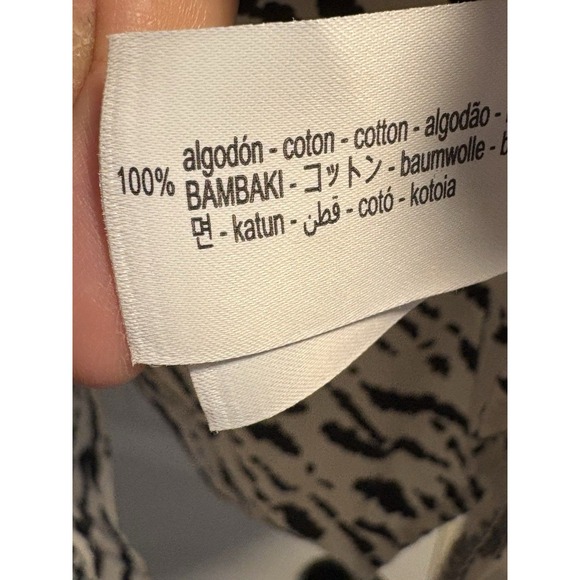 100% algodón - coton - cotton - algodão -
BAMBAKI - コットン - baumwolle - b
면 - katun - قطن - cotó - kotoia